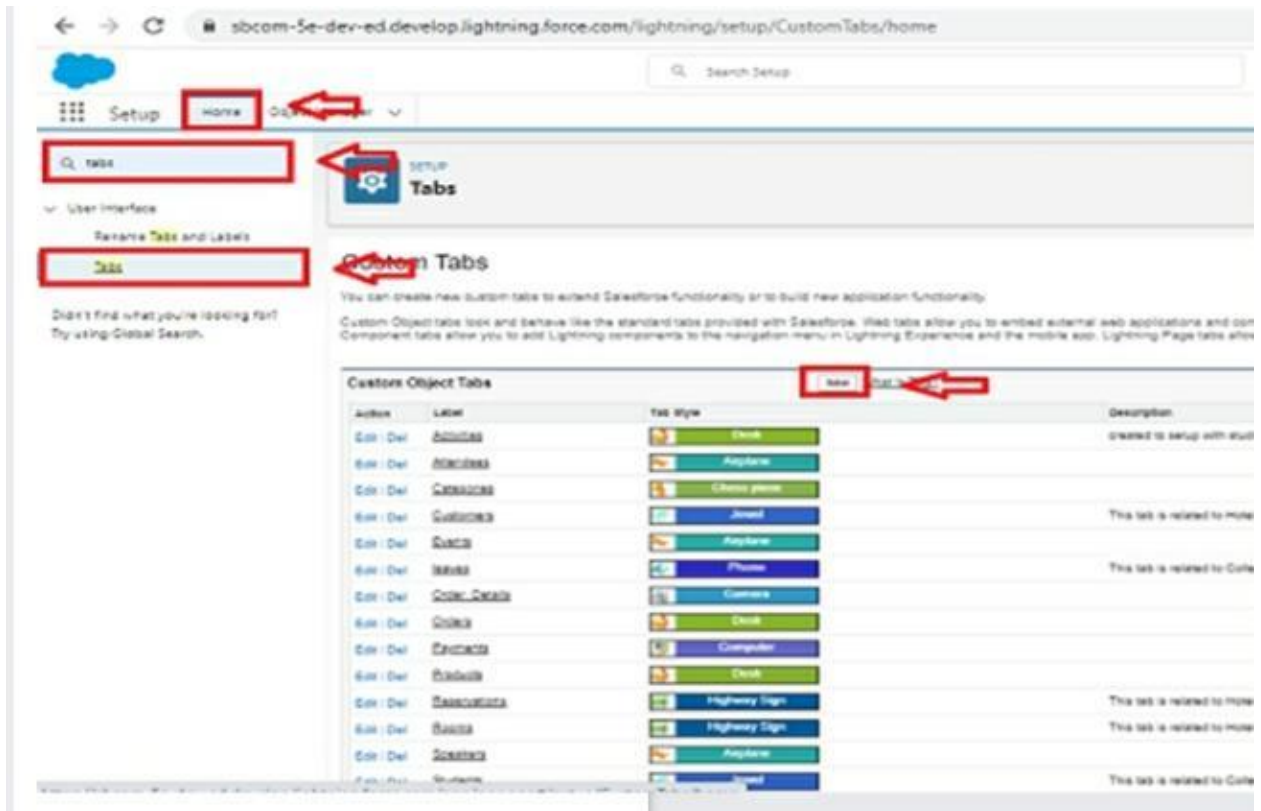 sbcom-5e-dev-ed.develop.lightning.force.com/lightning/setup/CustomTabs/home
Search Setup
Setup Home
tabs
SETUP
Tabs
User Interface
Rename Tabs and Labels
Tabs
Didn't find what you're looking for?
Try using Global Search.
Custom Tabs
You can create new custom tabs to extend Salesforce functionality or to build new application functionality.
Custom Object tabs look and behave like the standard tabs provided with Salesforce. Web tabs allow you to embed external web applications and
Component tabs allow you to add Lightning components to the navigation menu in Lightning Experience and the mobile app. Lightning Page tabs
Custom Object Tabs New
Action Label Tab Style Description
Edit | Del Activities Desk created to setup with
Edit | Del Attendees Airplane
Edit | Del Categories Chess piece
Edit | Del Customers Jewel This tab is related to
Edit | Del Events Airplane
Edit | Del leaves Phone This tab is related to
Edit | Del Order Details Camera
Edit | Del Orders Desk
Edit | Del Payments Computer
Edit | Del Products Desk
Edit | Del Reservations Highway Sign This tab is related to
Edit | Del Rooms Highway Sign This tab is related to
Edit | Del Speakers Airplane
Edit | Del Students Jewel This tab is related to